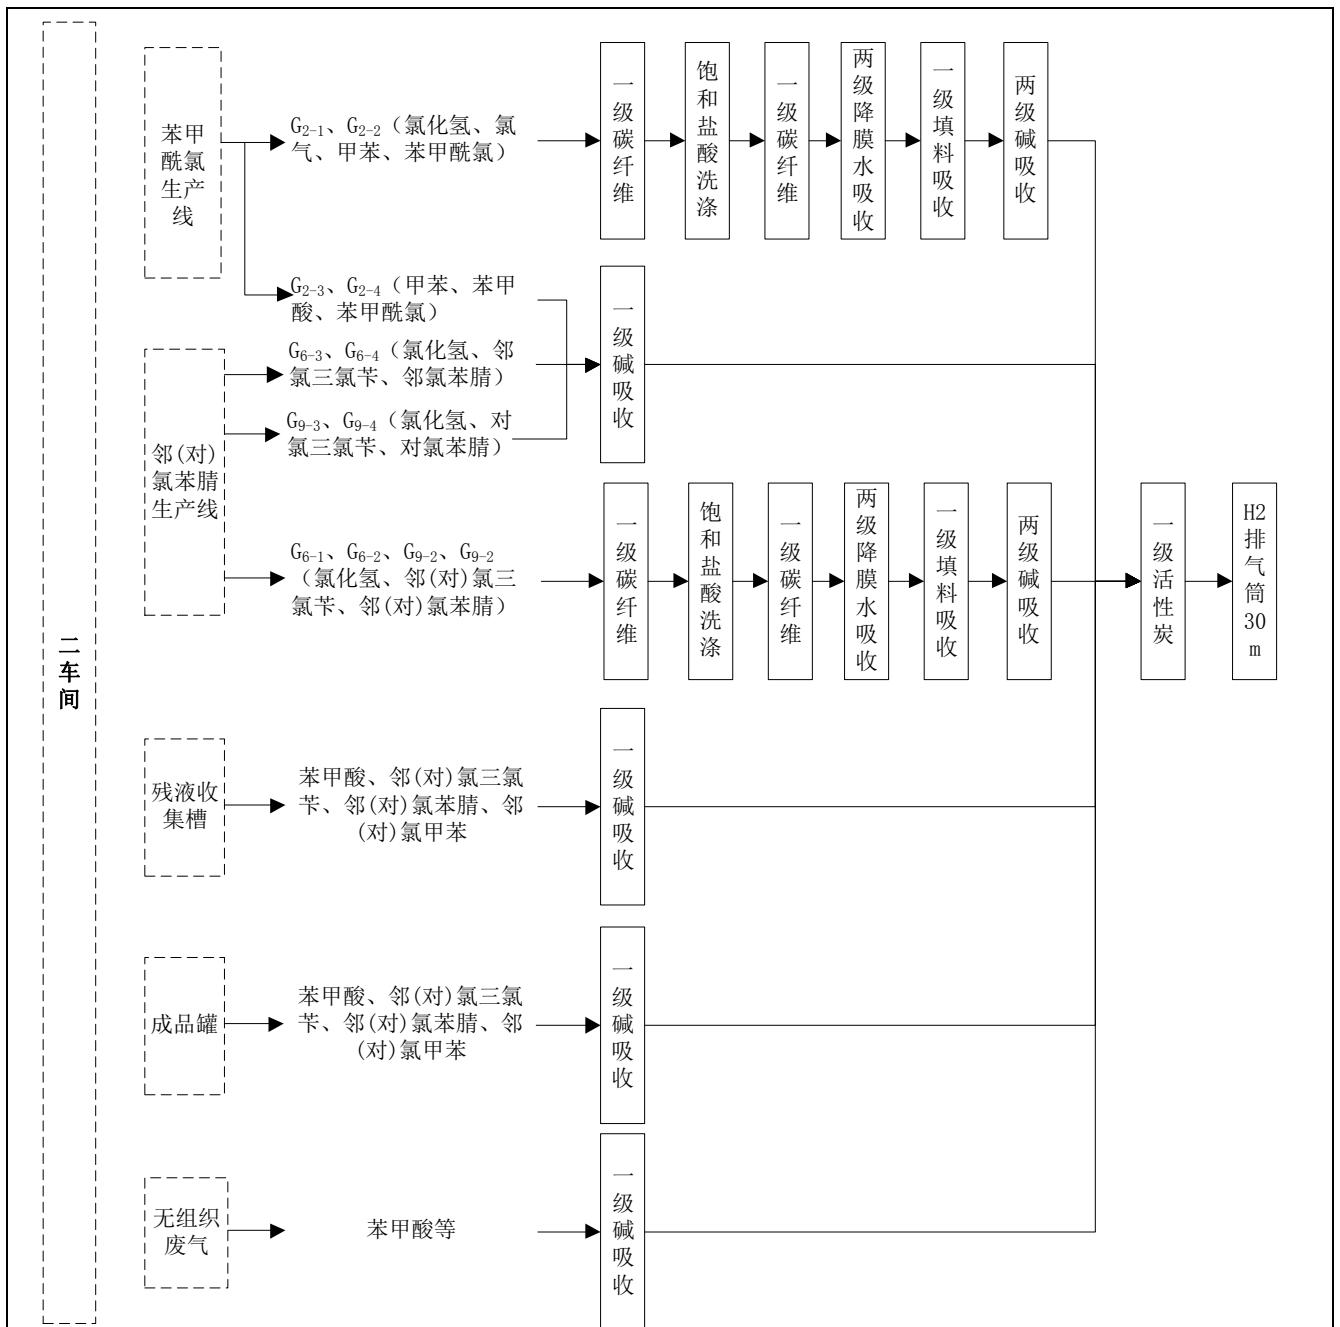 二车间
苯甲
酰氯
生产
线
G2-1、G2-2（氯化氢、氯
气、甲苯、苯甲酰氯）
一级碳纤维
饱和盐酸洗涤
一级碳纤维
两级降膜水吸收
一级填料吸收
两级碱吸收
G2-3、G2-4（甲苯、苯甲
酸、苯甲酰氯）
邻(对)
氯苯腈
生产线
G6-3、G6-4（氯化氢、邻
氯三氯苄、邻氯苯腈）
G9-3、G9-4（氯化氢、对
氯三氯苄、对氯苯腈）
一级碱吸收
G6-1、G6-2、G9-2、G9-2
（氯化氢、邻(对)氯三
氯苄、邻(对)氯苯腈）
一级碳纤维
饱和盐酸洗涤
一级碳纤维
两级降膜水吸收
一级填料吸收
两级碱吸收
一级活性炭
H2
排
气
筒
30
m
残液收
集槽
苯甲酸、邻(对)氯三氯
苄、邻(对)氯苯腈、邻
(对)氯甲苯
一级碱吸收
成品罐
苯甲酸、邻(对)氯三氯
苄、邻(对)氯苯腈、邻
(对)氯甲苯
一级碱吸收
无组织
废气
苯甲酸等
一级碱吸收